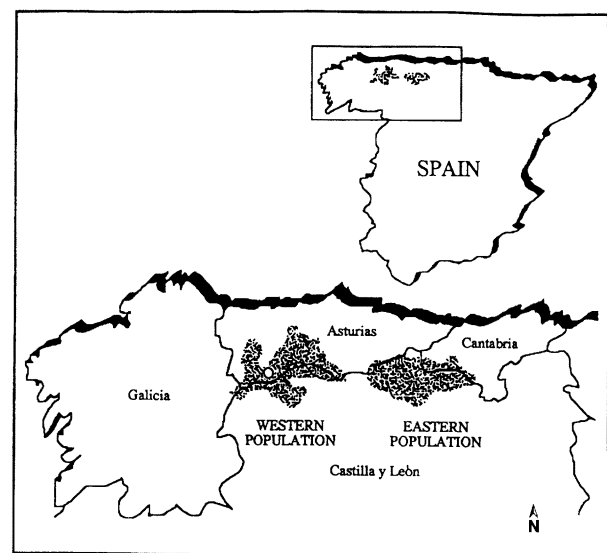 SPAIN
Asturias
Cantabria
Galicia
WESTERN
POPULATION
EASTERN
POPULATION
Castilla y León
N